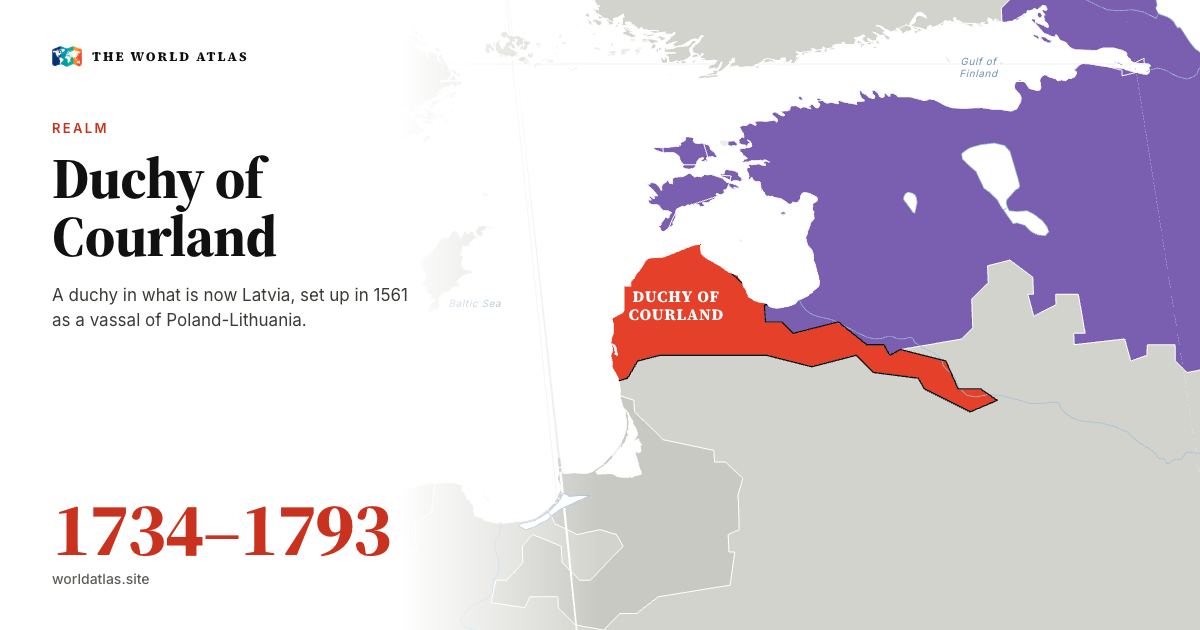 THE WORLD ATLAS
REALM
Duchy of
Courland
A duchy in what is now Latvia, set up in 1561
as a vassal of Poland-Lithuania.
1734–1793
worldatlas.site
Gulf of
Finland
Baltic Sea
DUCHY OF
COURLAND